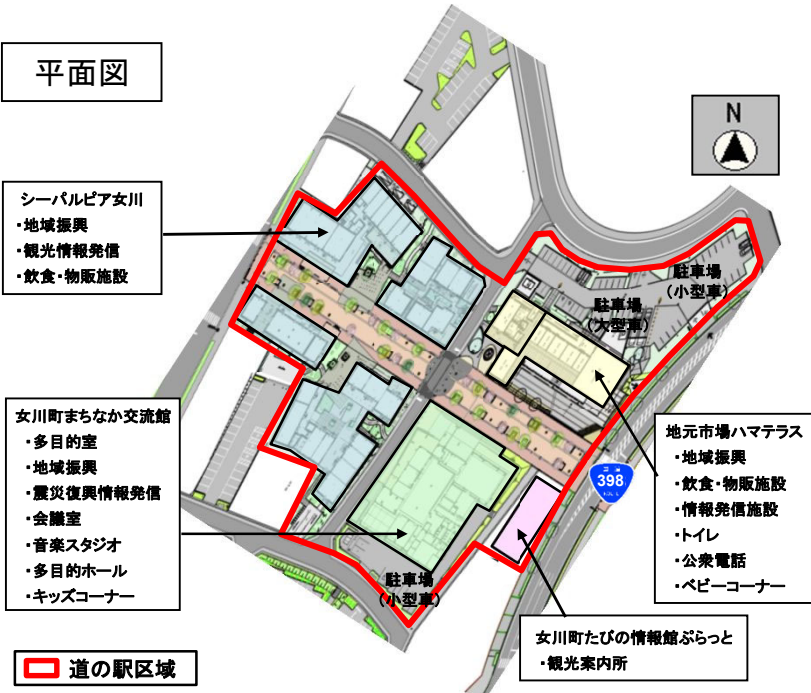 平面図
N
シーパルピア女川
・地域振興
・観光情報発信
・飲食・物販施設
駐車場
(小型車)
駐車場
(大型車)
女川町まちなか交流館
・多目的室
・地域振興
・震災復興情報発信
・会議室
・音楽スタジオ
・多目的ホール
・キッズコーナー
地元市場ハマテラス
・地域振興
・飲食・物販施設
・情報発信施設
・トイレ
・公衆電話
・ベビーコーナー
398
駐車場
(小型車)
女川町たびの情報館ぷらっと
・観光案内所
道の駅区域